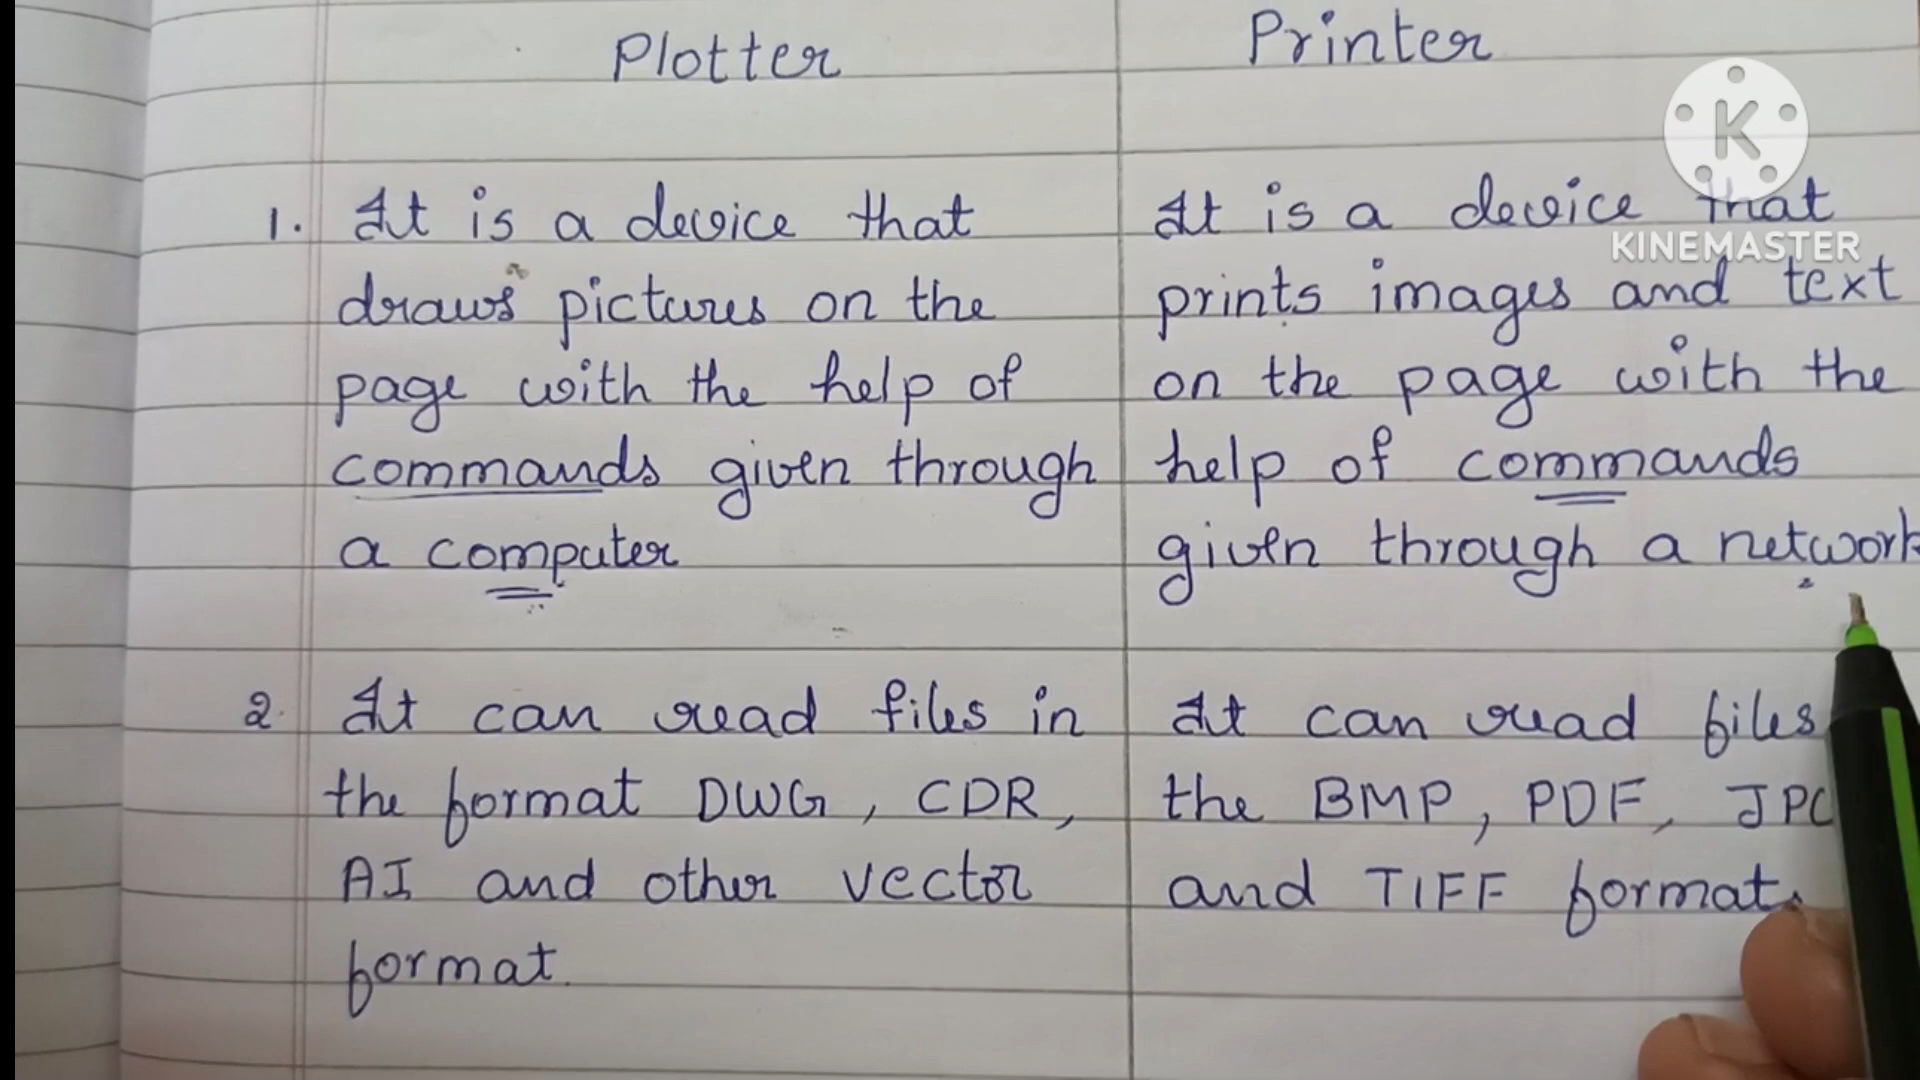 Plotter
Printer
1. It is a device that
draws pictures on the
page with the help of
commands given through
a computer
It is a device that
prints images and text
on the page with the
help of commands
given through a network
2. It can read files in
the format DWG, CDR,
AI and other vector
format.
It can read files
the BMP, PDF,
and TIFF format.
K
KINEMASTER